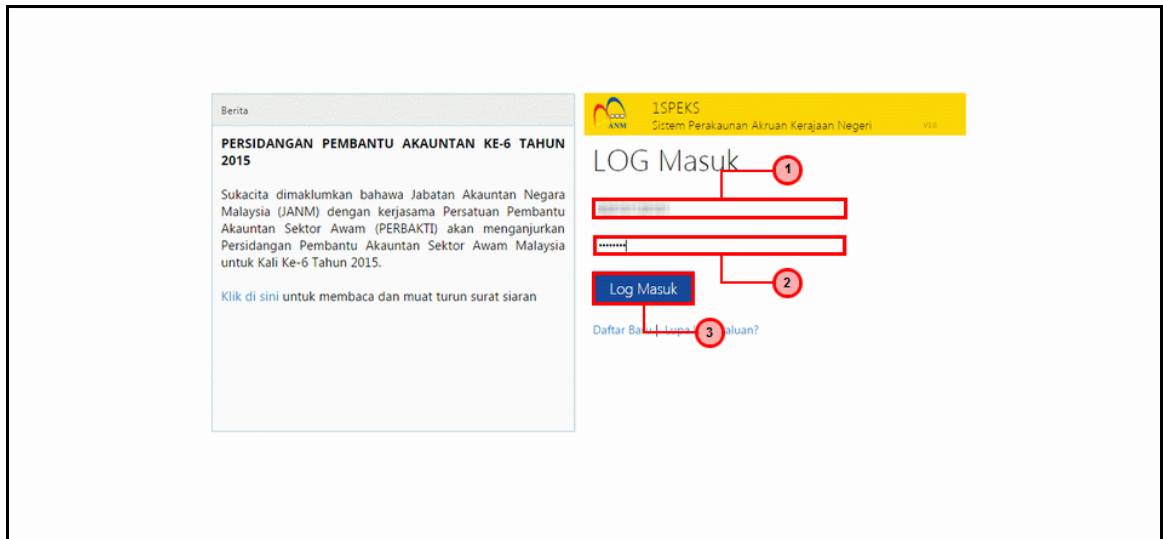 Berita
PERSIDANGAN PEMBANTU AKAUNTAN KE-6 TAHUN
2015
Sukacita dimaklumkan bahawa Jabatan Akauntan Negara
Malaysia (JANM) dengan kerjasama Persatuan Pembantu
Akauntan Sektor Awam (PERBAKTI) akan menganjurkan
Persidangan Pembantu Akauntan Sektor Awam Malaysia
untuk Kali Ke-6 Tahun 2015.
Klik di sini untuk membaca dan muat turun surat siaran
ANM
1SPEKS
Sistem Perakaunan Akruan Kerajaan Negeri
V1.0
LOG Masuk
1
2
Log Masuk
3
Daftar Baru | Lupa